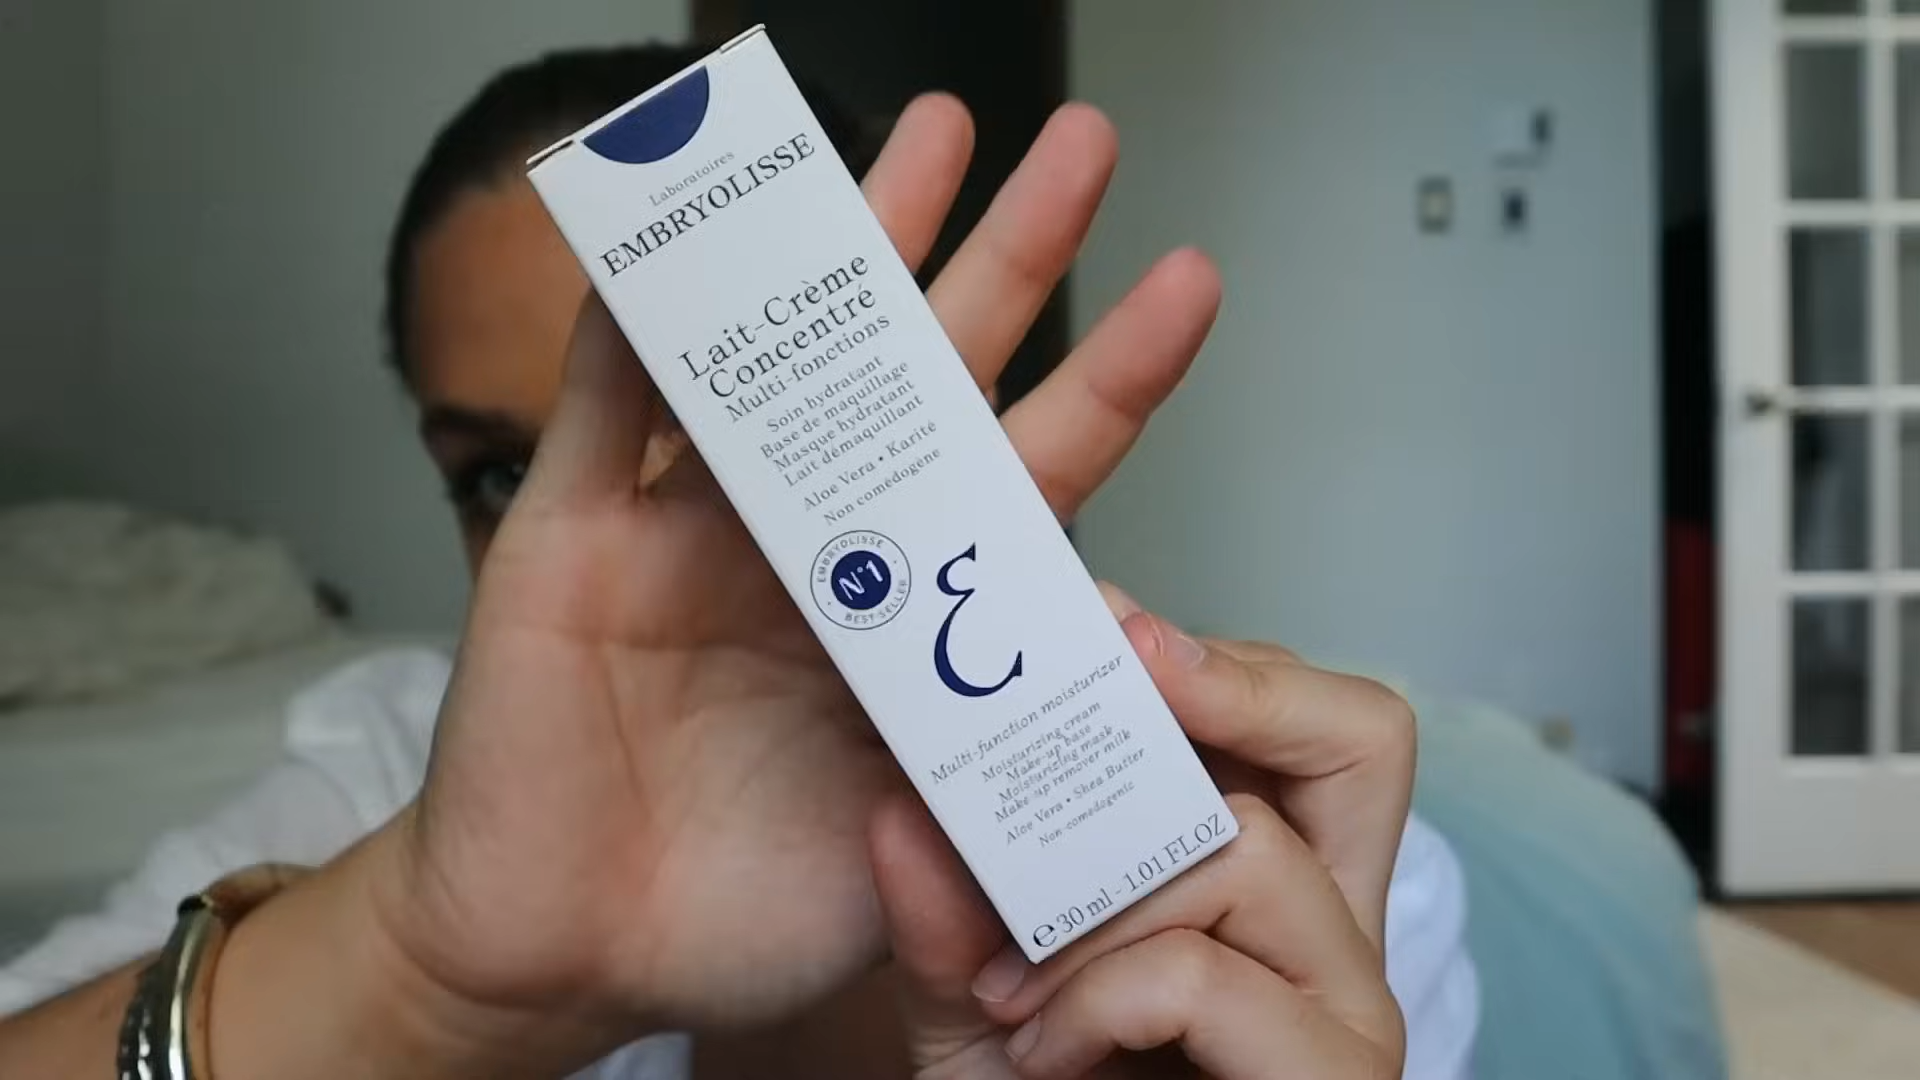 Laboratoires
EMBRYOLISSE
Lait-Crème
Concentré
Multi-fonctions
Soin hydratant
Base de maquillage
Masque hydratant
Lait démaquillant
Aloe Vera • Karité
Non comédogène
EMBRYOLISSE
N°1
BEST-SELLER
Multi-function moisturizer
Moisturizing cream
Make-up base
Moisturizing mask
Make-up remover milk
Aloe Vera • Shea Butter
Non-comedogenic
℮ 30 ml - 1.01 FL.OZ